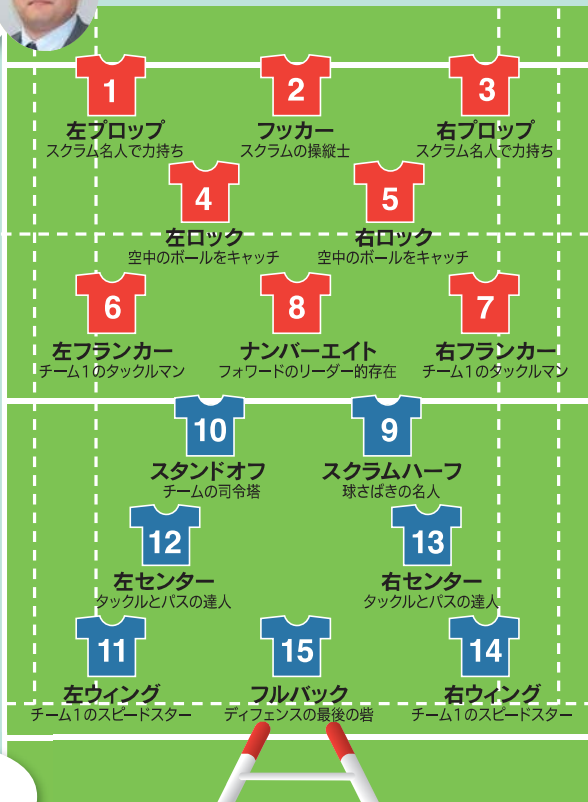 1
2
3
左プロップ
フッカー
右プロップ
スクラム名人で力持ち
スクラムの操縦士
スクラム名人で力持ち
4
5
左ロック
右ロック
空中のボールをキャッチ
空中のボールをキャッチ
6
8
7
左フランカー
ナンバーエイト
右フランカー
チーム1のタックルマン
フォワードのリーダー的存在
チーム1のタックルマン
10
9
スタンドオフ
スクラムハーフ
チームの司令塔
球さばきの名人
12
13
左センター
右センター
タックルとパスの達人
タックルとパスの達人
11
15
14
左ウィング
フルバック
右ウィング
チーム1のスピードスター
ディフェンスの最後の砦
チーム1のスピードスター